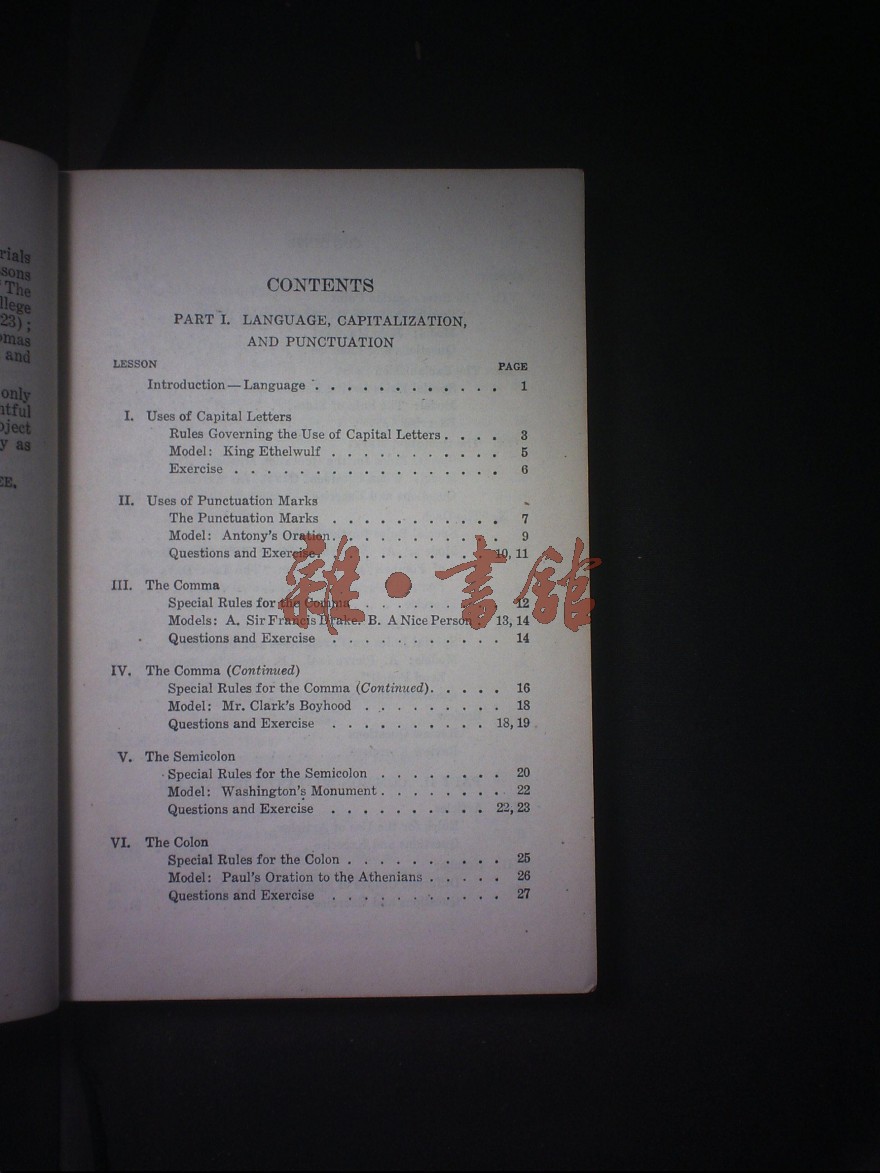 rials
sons
The
llege
23);
omas
and
only
htful
bject
y as
EE.
CONTENTS
PART I. LANGUAGE, CAPITALIZATION,
AND PUNCTUATION
LESSON PAGE
Introduction—Language . . . . . . . . . . . . 1
I. Uses of Capital Letters
Rules Governing the Use of Capital Letters . . . . 3
Model: King Ethelwulf . . . . . . . . . . . 5
Exercise . . . . . . . . . . . . . . . . . 6
II. Uses of Punctuation Marks
The Punctuation Marks . . . . . . . . . . . 7
Model: Antony's Oration . . . . . . . . . . . 9
Questions and Exercise . . . . . . . . . . . 10, 11
III. The Comma
Special Rules for the Comma . . . . . . . . . 12
Models: A. Sir Francis Drake. B. A Nice Person . 13, 14
Questions and Exercise . . . . . . . . . . . 14
IV. The Comma (Continued)
Special Rules for the Comma (Continued) . . . . . 16
Model: Mr. Clark's Boyhood . . . . . . . . . 18
Questions and Exercise . . . . . . . . . . 18, 19
V. The Semicolon
Special Rules for the Semicolon . . . . . . . . 20
Model: Washington's Monument . . . . . . . . 22
Questions and Exercise . . . . . . . . . . 22, 23
VI. The Colon
Special Rules for the Colon . . . . . . . . . . 25
Model: Paul's Oration to the Athenians . . . . . 26
Questions and Exercise . . . . . . . . . . . 27
雜·書館